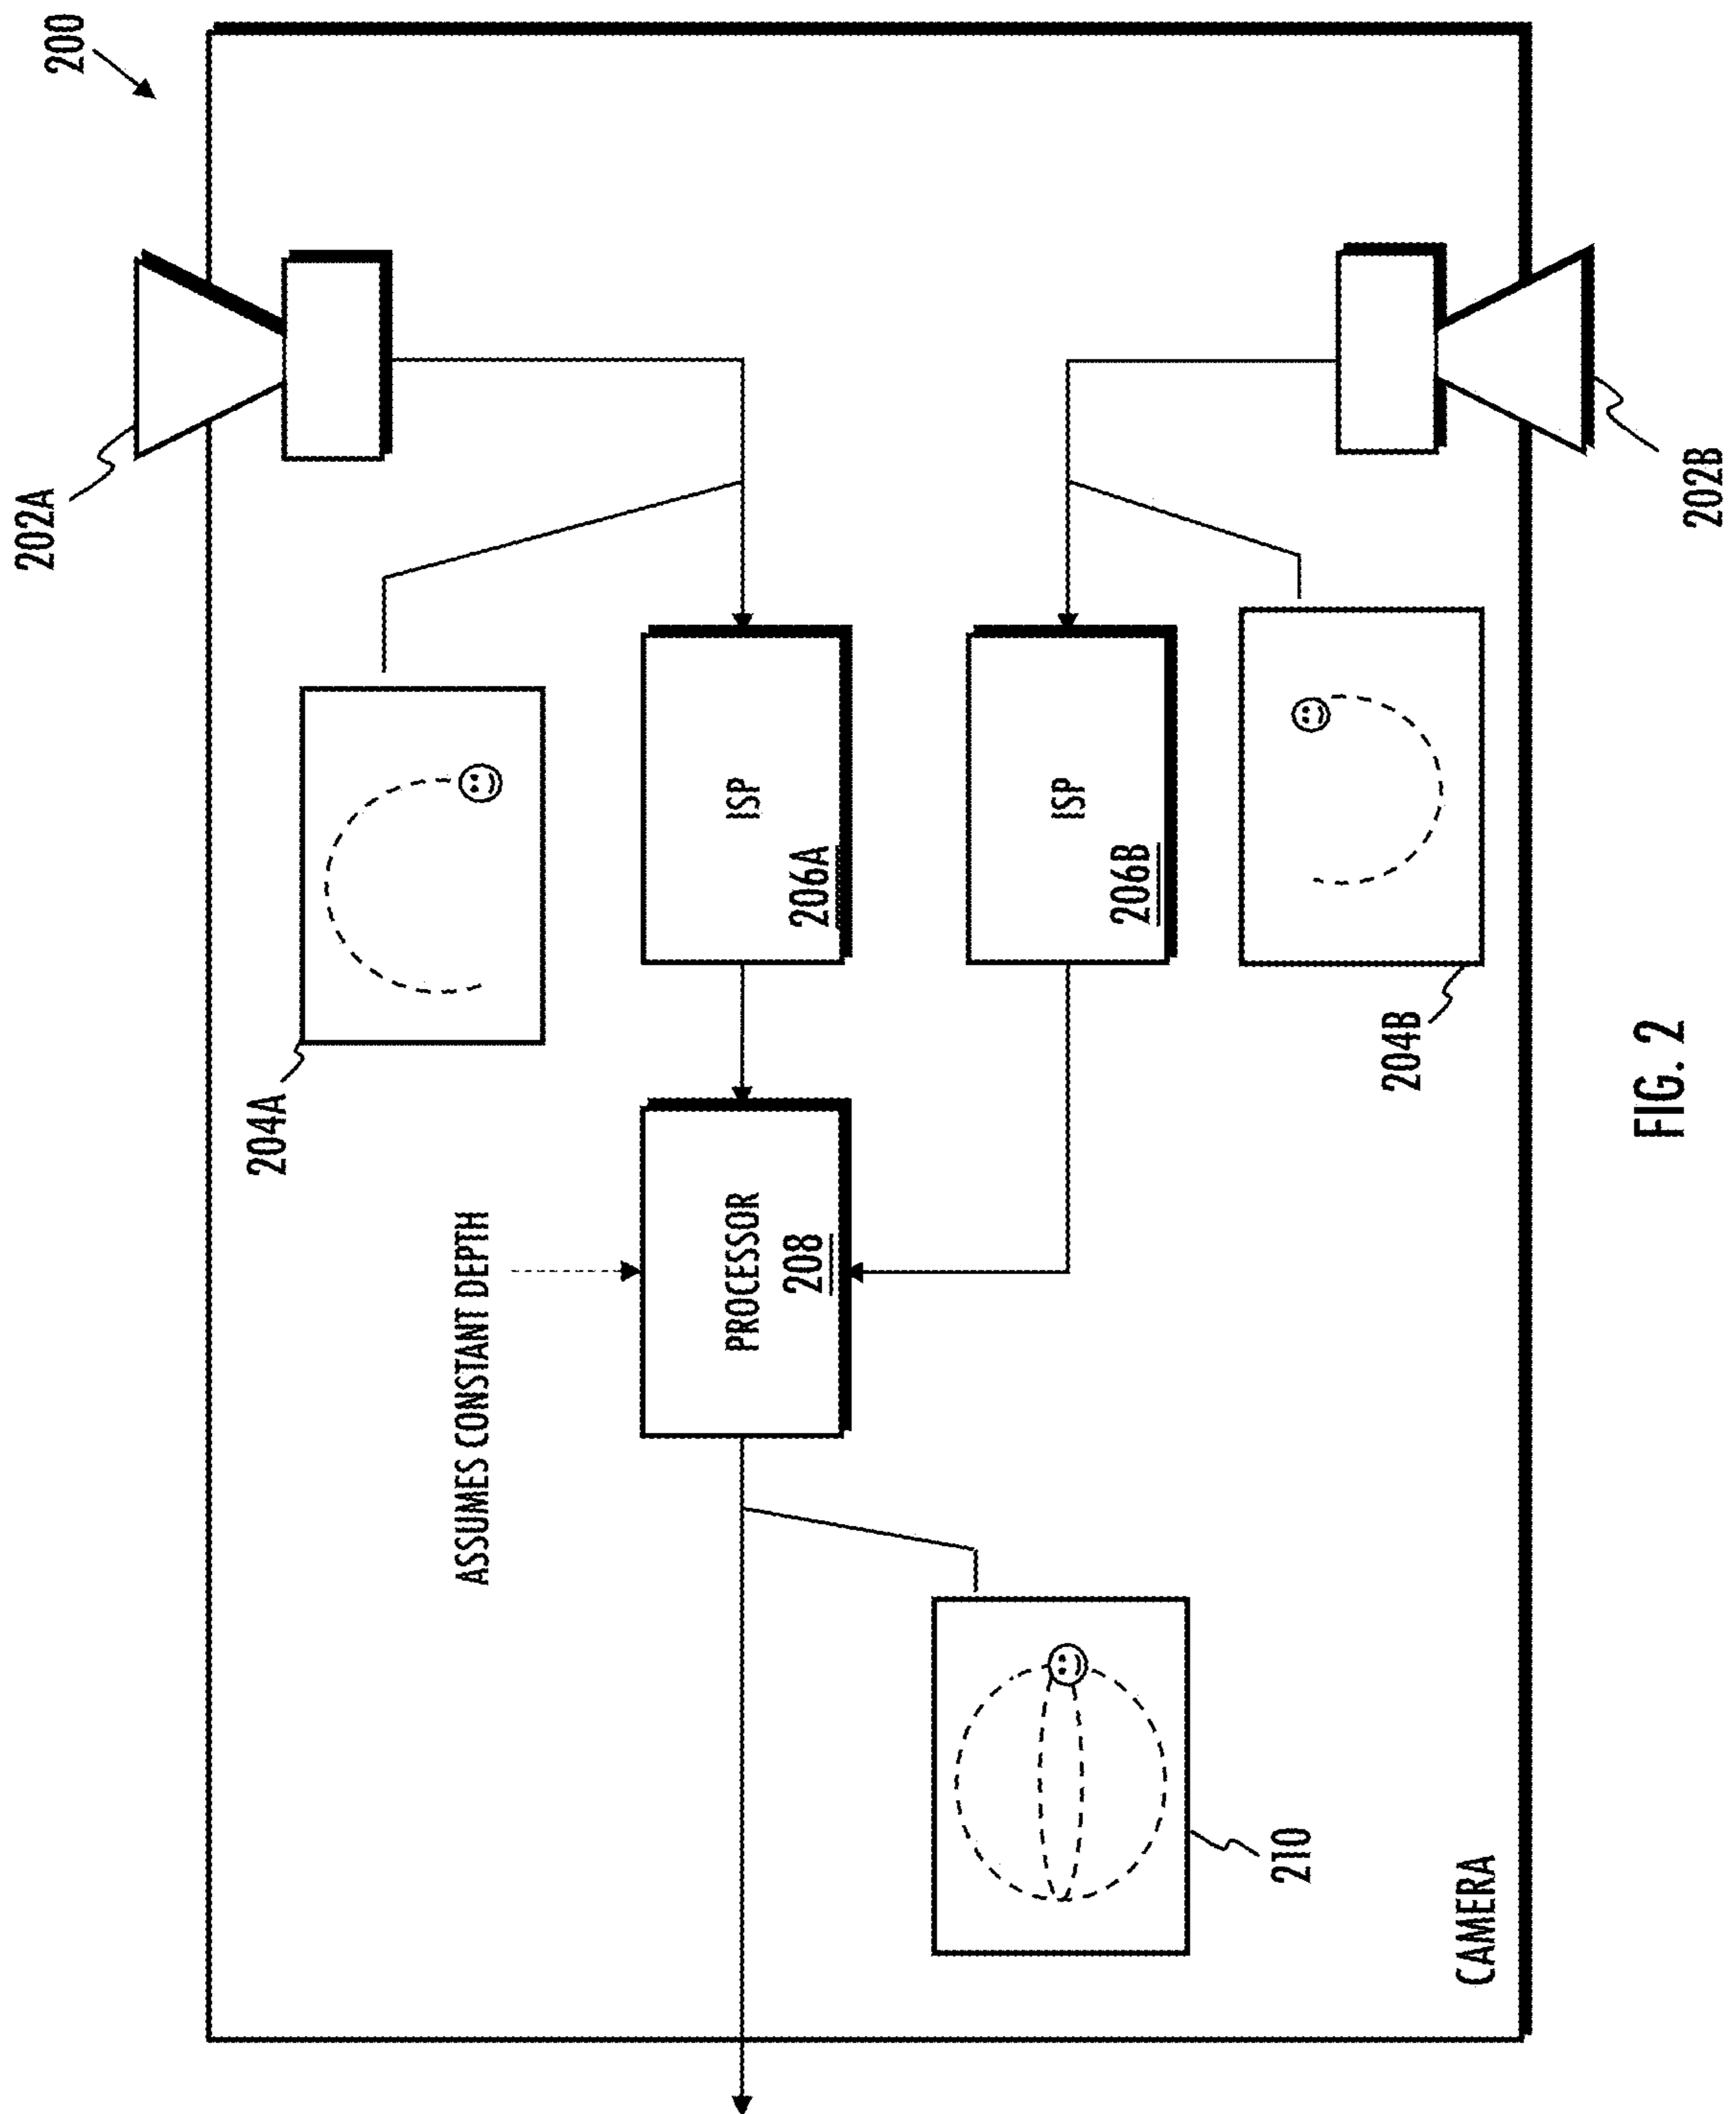 200
202A
204A
ISP
206A
ISP
206B
202B
204B
ASSUMES CONSTANT DEPTH
PROCESSOR
208
210
CAMERA
FIG. 2